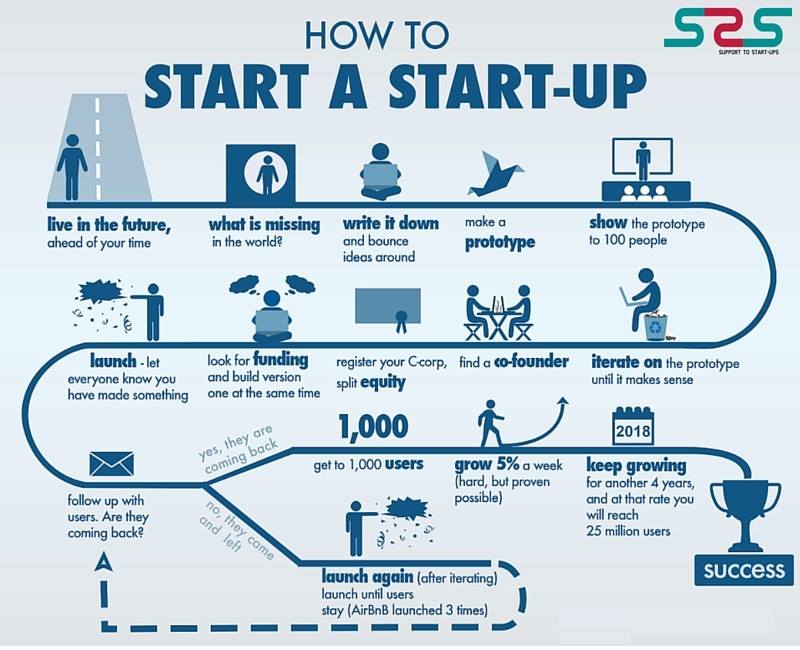 HOW TO
START A START-UP
S2S
SUPPORT TO START-UPS
live in the future,
ahead of your time
what is missing
in the world?
write it down
and bounce
ideas around
make a
prototype
show the prototype
to 100 people
launch - let
everyone know you
have made something
look for funding
and build version
one at the same time
register your C-corp,
split equity
find a co-founder
iterate on the prototype
until it makes sense
follow up with
users. Are they
coming back?
yes, they are
coming back
1,000
get to 1,000 users
grow 5% a week
(hard, but proven
possible)
2018
keep growing
for another 4 years,
and at that rate you
will reach
25 million users
success
no, they came
and left
launch again (after iterating)
launch until users
stay (AirBnB launched 3 times)